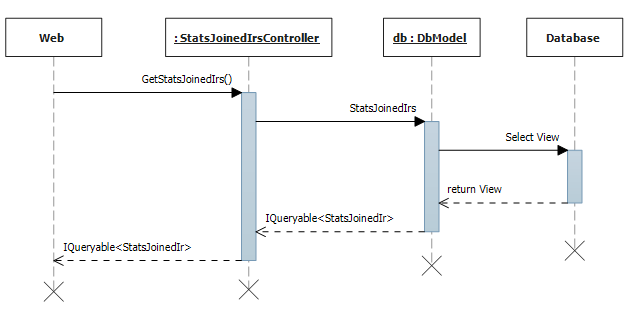 Web
: StatsJoinedIrsController
db : DbModel
Database
GetStatsJoinedIrs()
StatsJoinedIrs
Select View
return View
IQueryable<StatsJoinedIr>
IQueryable<StatsJoinedIr>